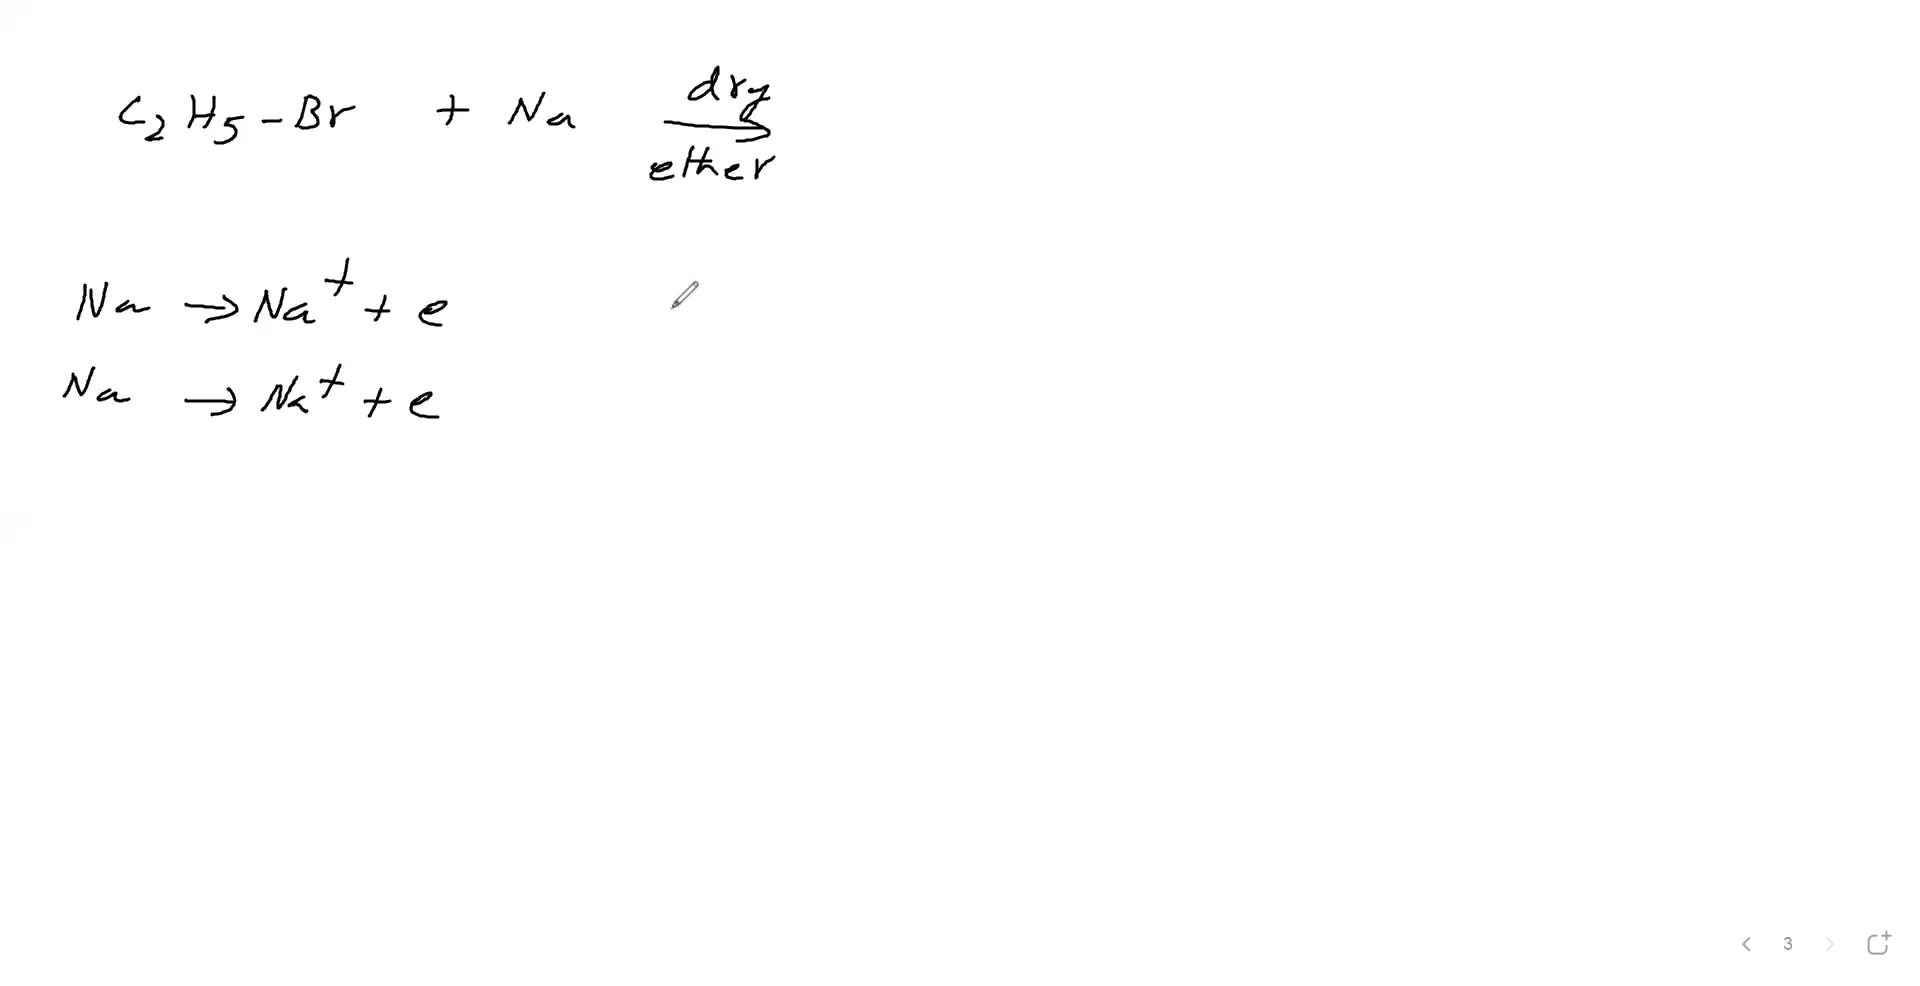 C₂H₅-Br + Na dry
ether
Na → Na⁺ + e
Na → Na⁺ + e
3